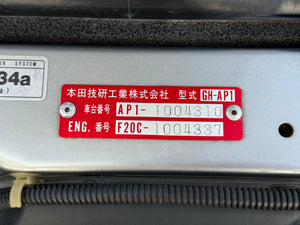 SYSTEM
34a
本田技研工業株式会社 型式 GH-AP1
車台番号 AP1-1004310
ENG. 番号 F20C-1004337